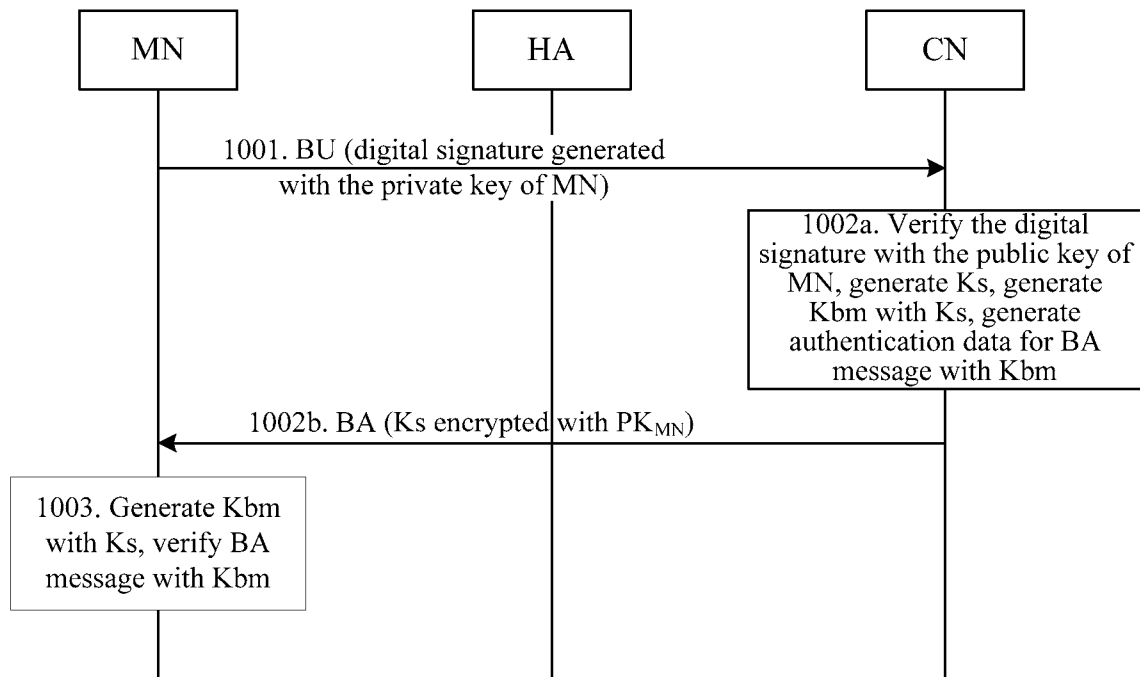 MN
HA
CN
1001. BU (digital signature generated
with the private key of MN)
1002a. Verify the digital
signature with the public key of
MN, generate Ks, generate
Kbm with Ks, generate
authentication data for BA
message with Kbm
1002b. BA (Ks encrypted with PKMN)
1003. Generate Kbm
with Ks, verify BA
message with Kbm